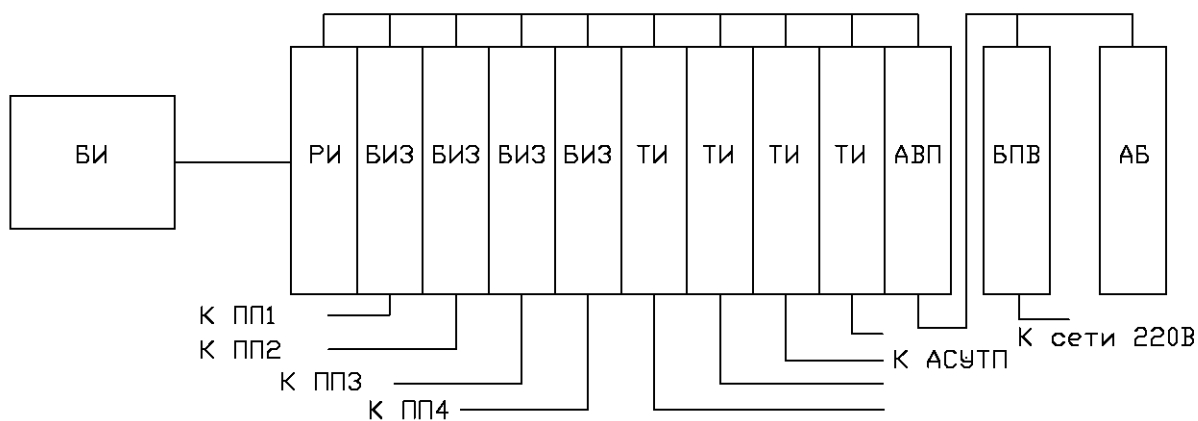 БИ
РИ
БИЗ
БИЗ
БИЗ
БИЗ
ТИ
ТИ
ТИ
ТИ
АВП
БПВ
АБ
К ПП1
К ПП2
К ПП3
К ПП4
К АСУТП
К сети 220В